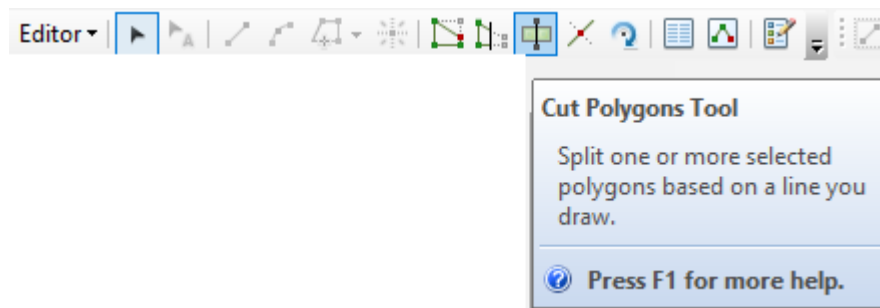 Editor
Cut Polygons Tool
Split one or more selected
polygons based on a line you
draw.
Press F1 for more help.